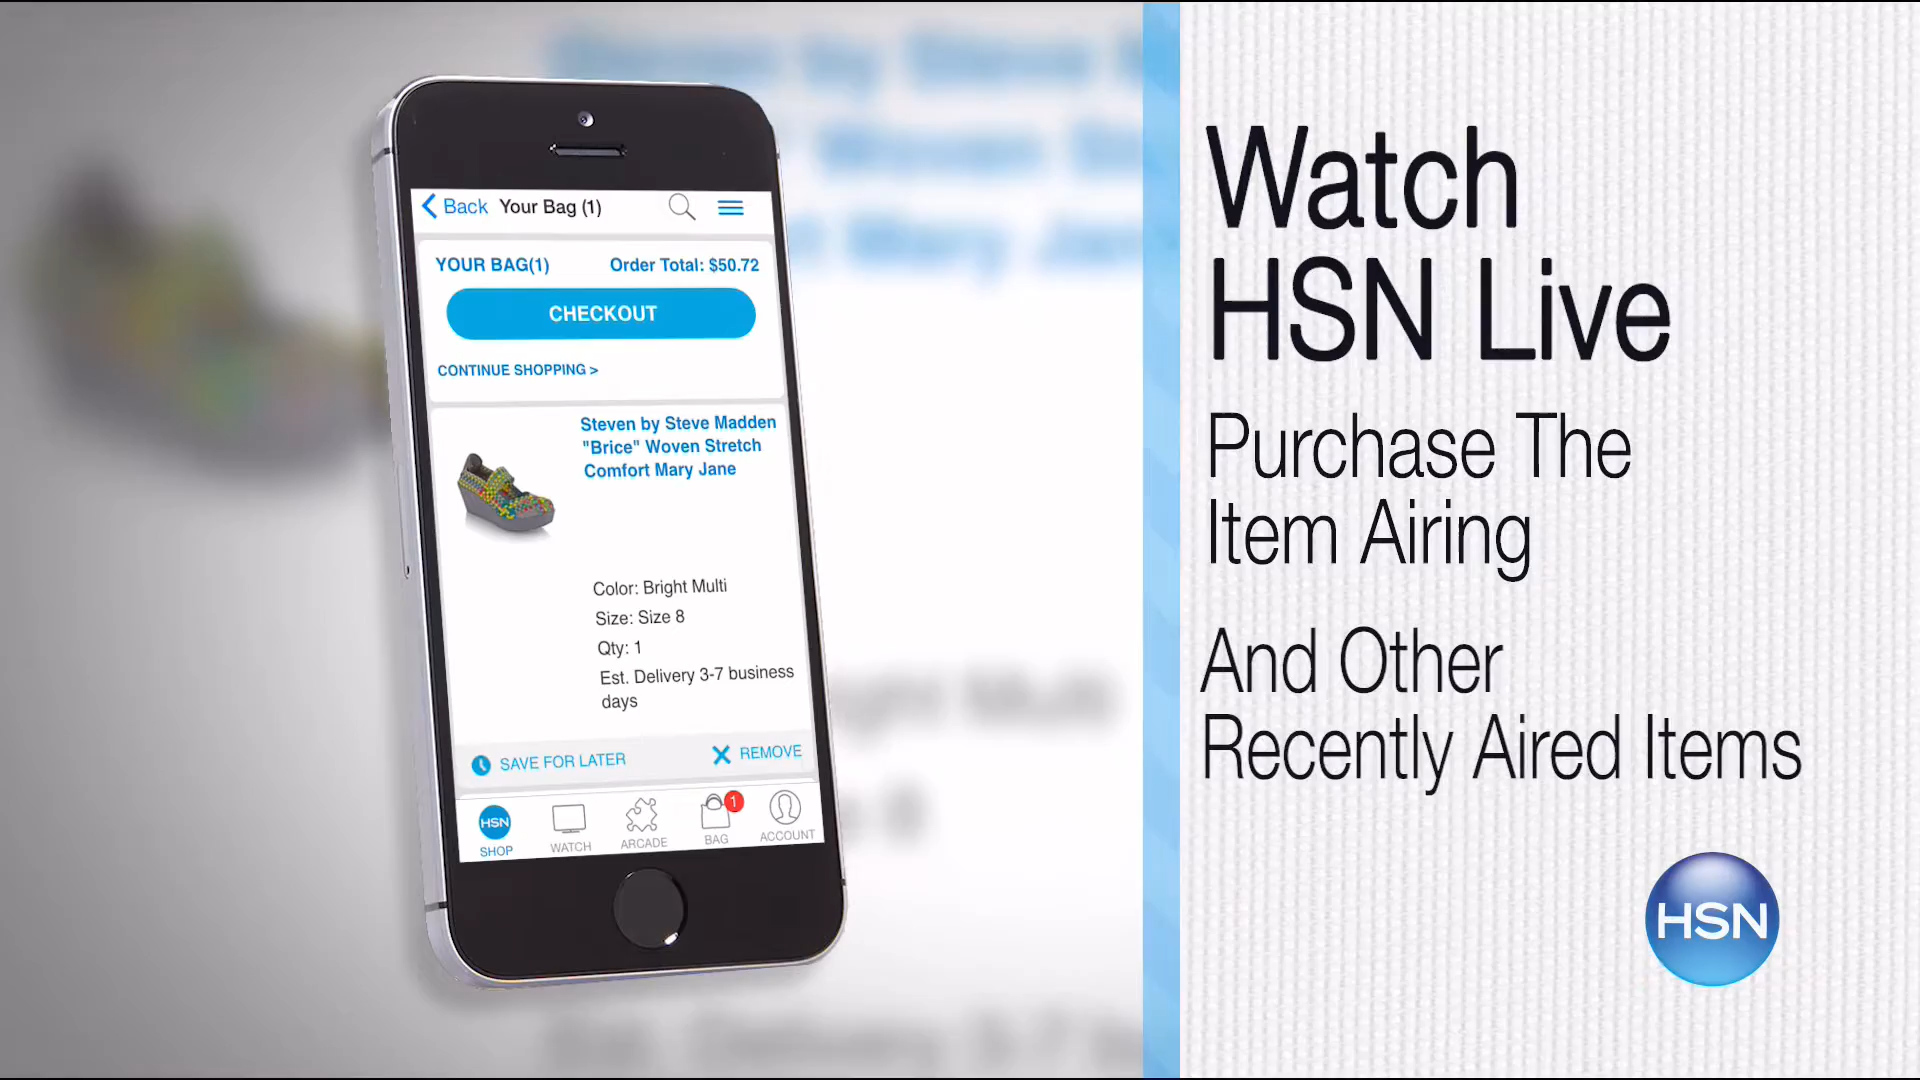 Back Your Bag (1)
YOUR BAG(1) Order Total: $50.72
CHECKOUT
CONTINUE SHOPPING >
Steven by Steve Madden
"Brice" Woven Stretch
Comfort Mary Jane
Color: Bright Multi
Size: Size 8
Qty: 1
Est. Delivery 3-7 business
days
SAVE FOR LATER REMOVE
HSN 1
SHOP WATCH ARCADE BAG ACCOUNT
Watch
HSN Live
Purchase The
Item Airing
And Other
Recently Aired Items
HSN